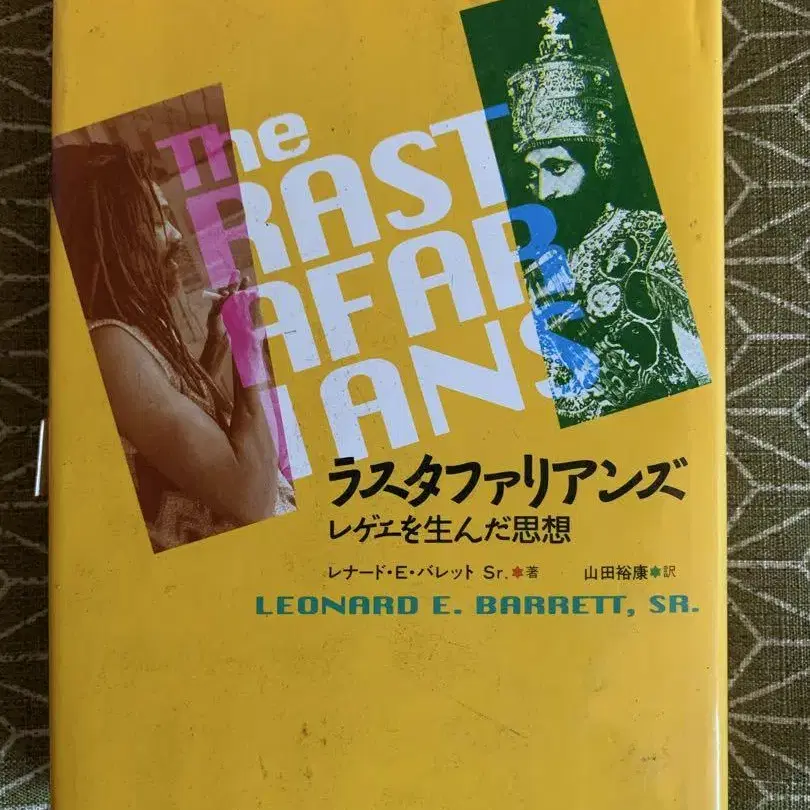 The
RAST
AFAR
IANS
ラスタファリアンズ
レゲエを生んだ思想
レナード・E・バレット Sr.✱著 山田裕康✱訳
LEONARD E. BARRETT, SR.